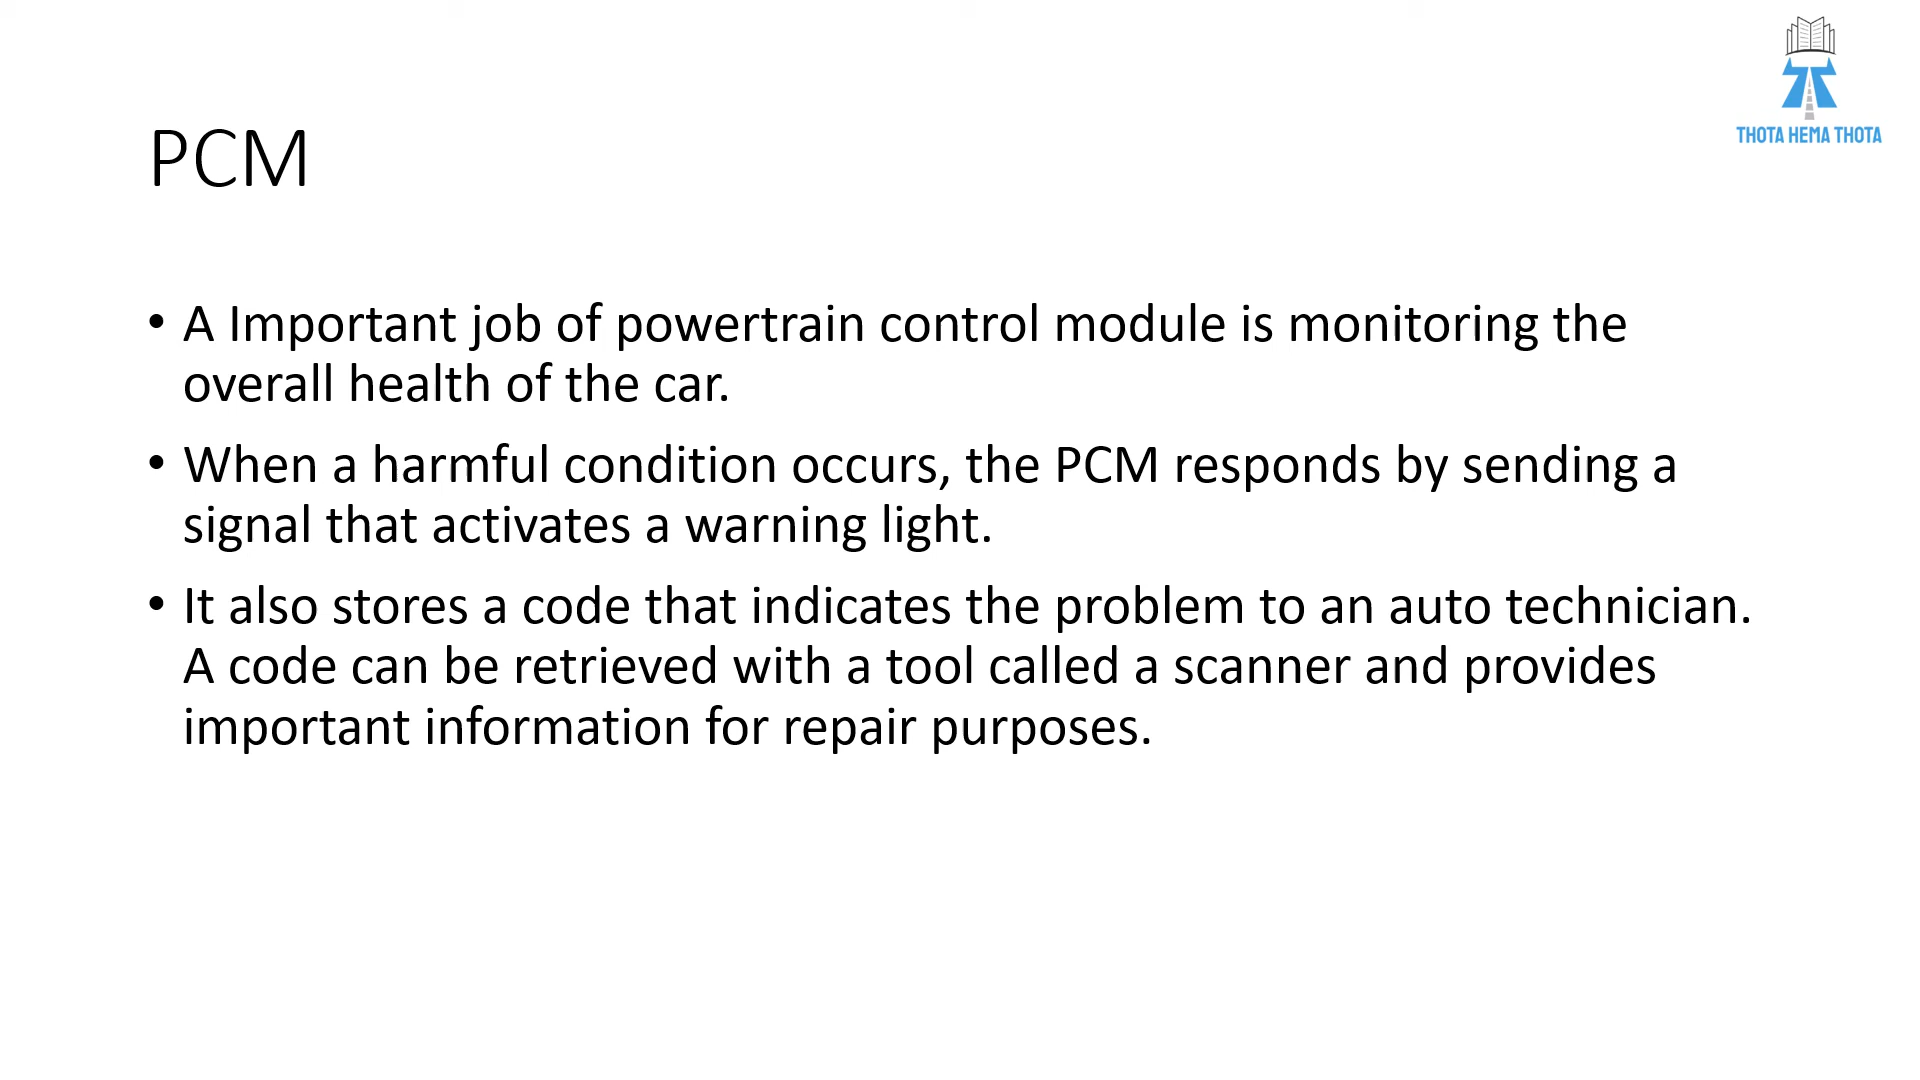 THOTA HEMA THOTA
PCM
• A Important job of powertrain control module is monitoring the
overall health of the car.
• When a harmful condition occurs, the PCM responds by sending a
signal that activates a warning light.
• It also stores a code that indicates the problem to an auto technician.
A code can be retrieved with a tool called a scanner and provides
important information for repair purposes.